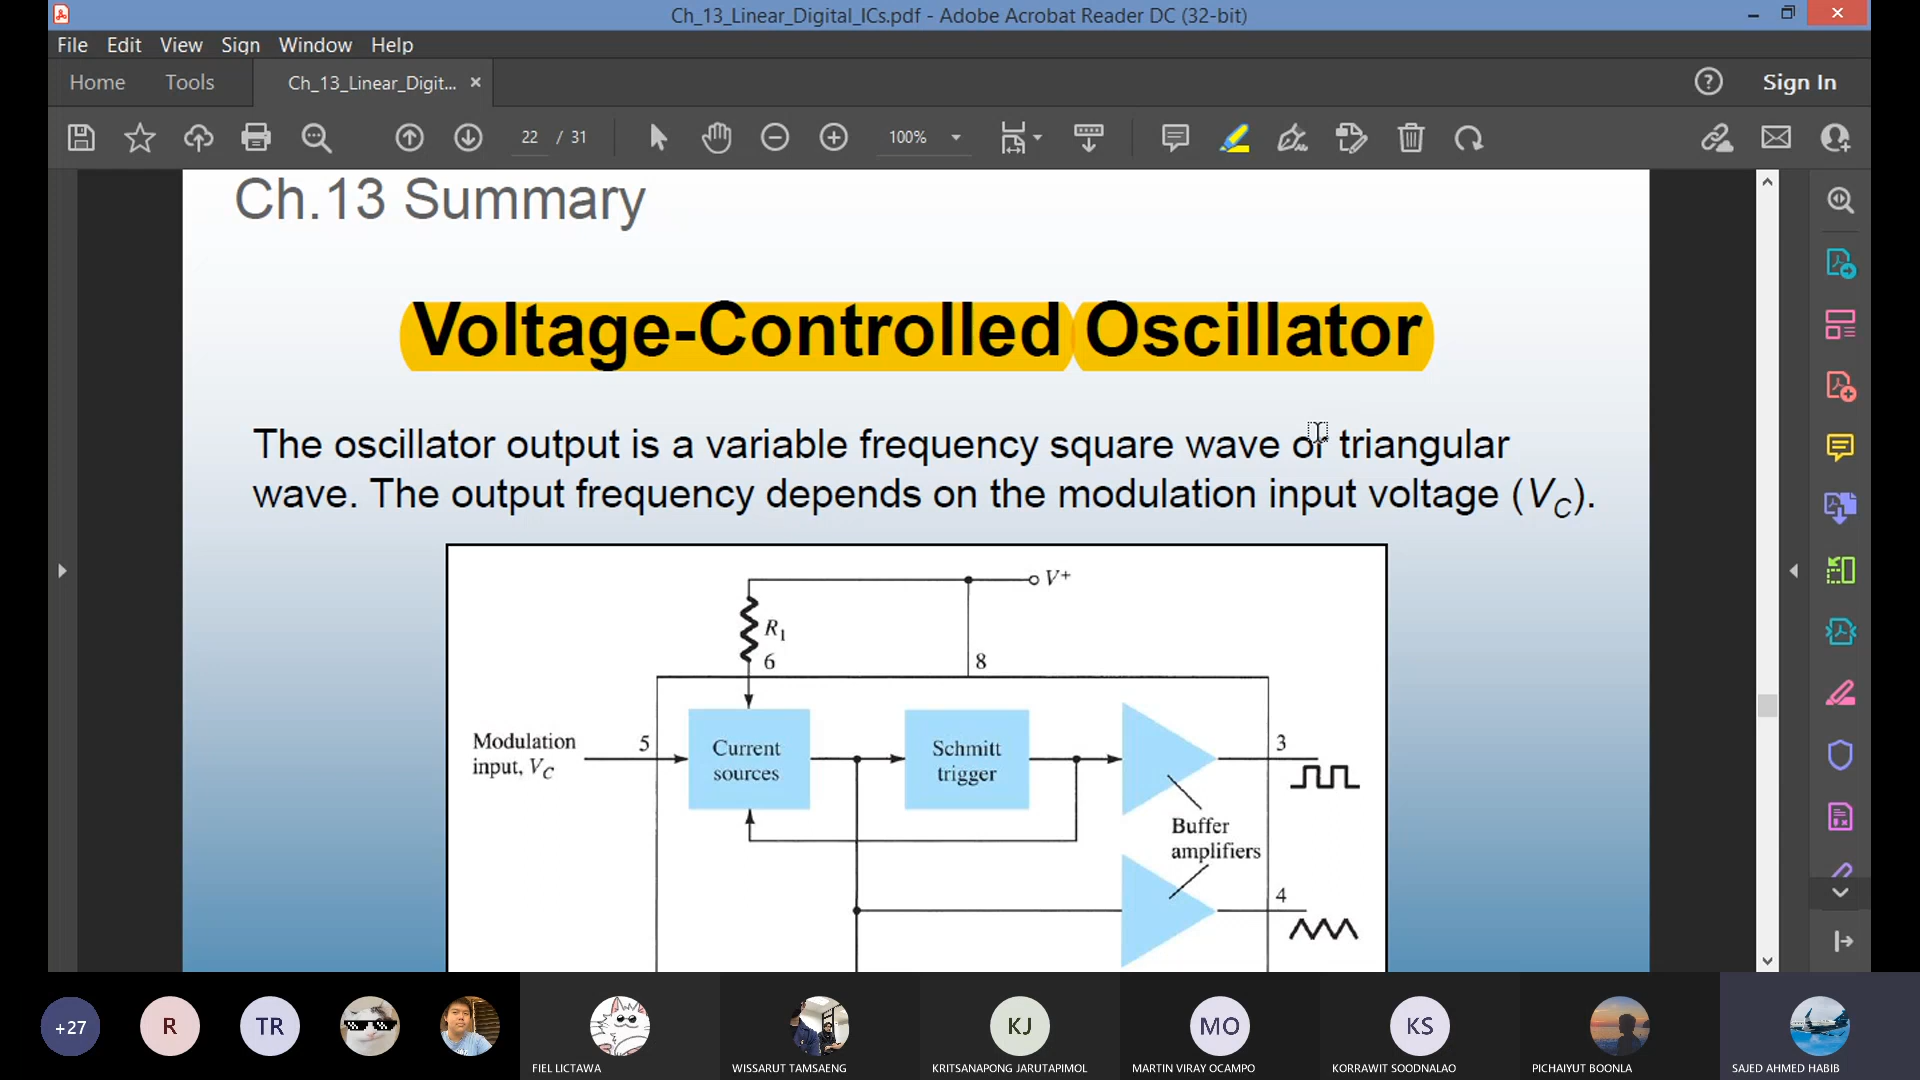 Ch_13_Linear_Digital_ICs.pdf - Adobe Acrobat Reader DC (32-bit)
File Edit View Sign Window Help
Home Tools Ch_13_Linear_Digit... × Sign In
22 / 31 100%
Ch.13 Summary
Voltage-Controlled Oscillator
The oscillator output is a variable frequency square wave or triangular
wave. The output frequency depends on the modulation input voltage (VC).
V+
R1
6 8
Modulation
input, VC
5
Current
sources
Schmitt
trigger
3
Buffer
amplifiers
4
+27 R TR KJ MO KS
FIEL LICTAWA WISSARUT TAMSAENG KRITSANAPONG JARUTAPIMOL MARTIN VIRAY OCAMPO KORRAWIT SOODNALAO PICHAIYUT BOONLA SAJED AHMED HABIB